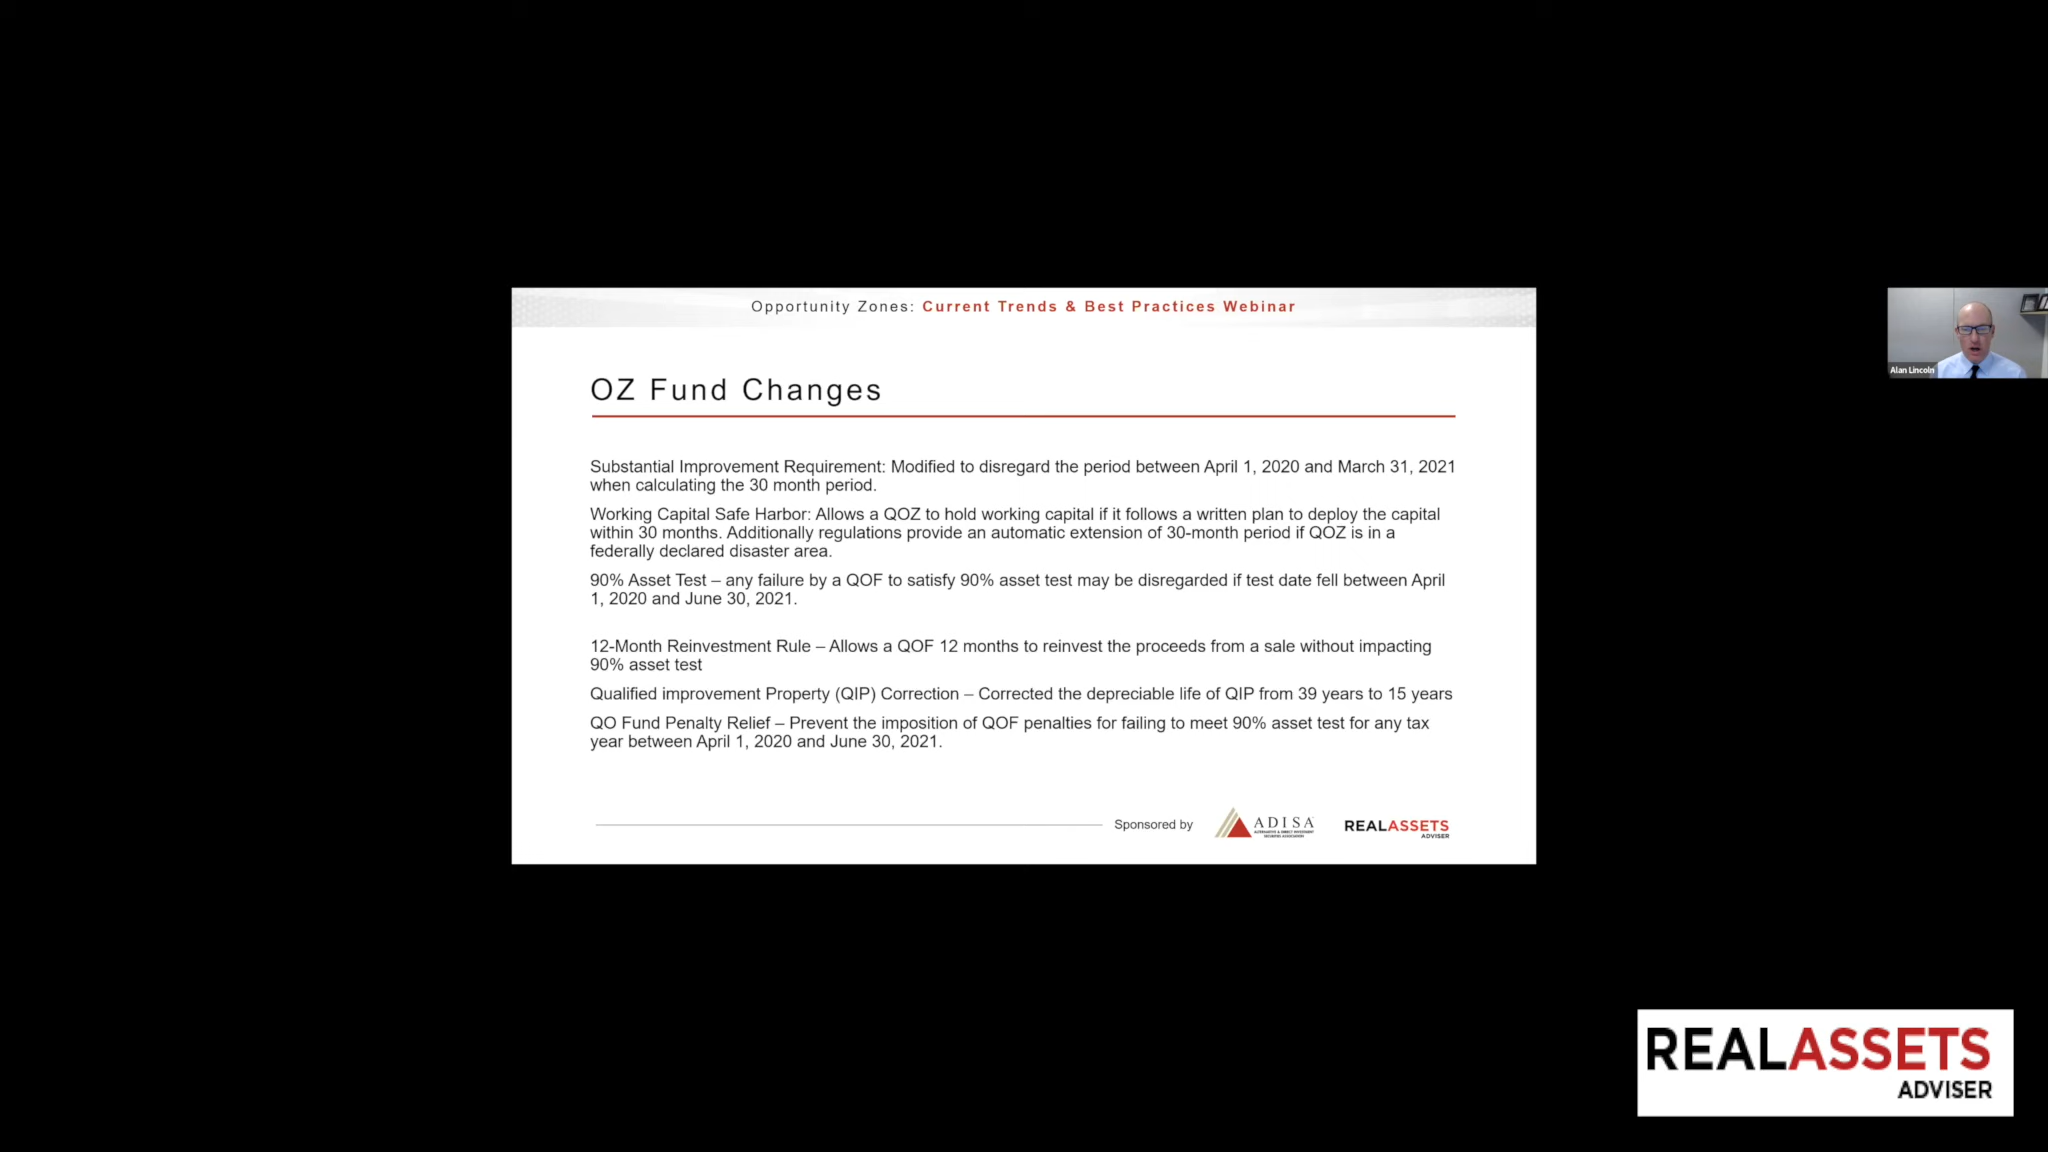 Opportunity Zones: Current Trends & Best Practices Webinar
OZ Fund Changes
Substantial Improvement Requirement: Modified to disregard the period between April 1, 2020 and March 31, 2021
when calculating the 30 month period.
Working Capital Safe Harbor: Allows a QOZ to hold working capital if it follows a written plan to deploy the capital
within 30 months. Additionally regulations provide an automatic extension of 30-month period if QOZ is in a
federally declared disaster area.
90% Asset Test – any failure by a QOF to satisfy 90% asset test may be disregarded if test date fell between April
1, 2020 and June 30, 2021.
12-Month Reinvestment Rule – Allows a QOF 12 months to reinvest the proceeds from a sale without impacting
90% asset test
Qualified improvement Property (QIP) Correction – Corrected the depreciable life of QIP from 39 years to 15 years
QO Fund Penalty Relief – Prevent the imposition of QOF penalties for failing to meet 90% asset test for any tax
year between April 1, 2020 and June 30, 2021.
Sponsored by
ADISA
ALTERNATIVE & DIRECT INVESTMENT
SECURITIES ASSOCIATION
REALASSETS
ADVISER
Alan Lincoln
REALASSETS
ADVISER